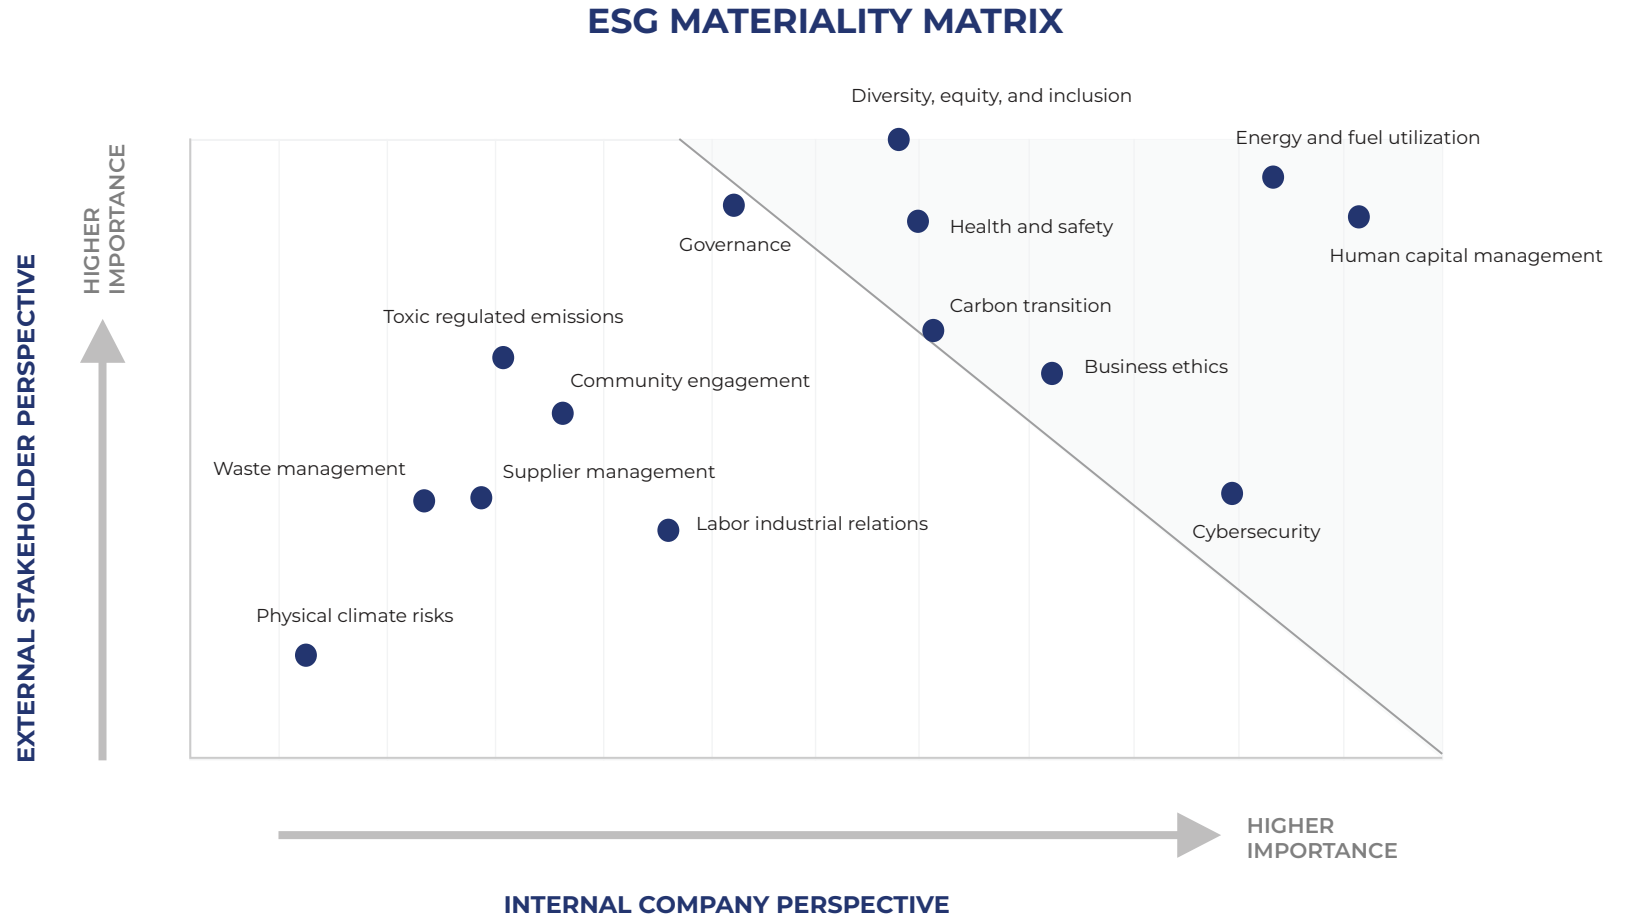 ESG MATERIALITY MATRIX
Diversity, equity, and inclusion
Energy and fuel utilization
HIGHER
IMPORTANCE
Governance
Health and safety
Human capital management
EXTERNAL STAKEHOLDER PERSPECTIVE
Toxic regulated emissions
Carbon transition
Community engagement
Business ethics
Waste management
Supplier management
Labor industrial relations
Cybersecurity
Physical climate risks
HIGHER
IMPORTANCE
INTERNAL COMPANY PERSPECTIVE